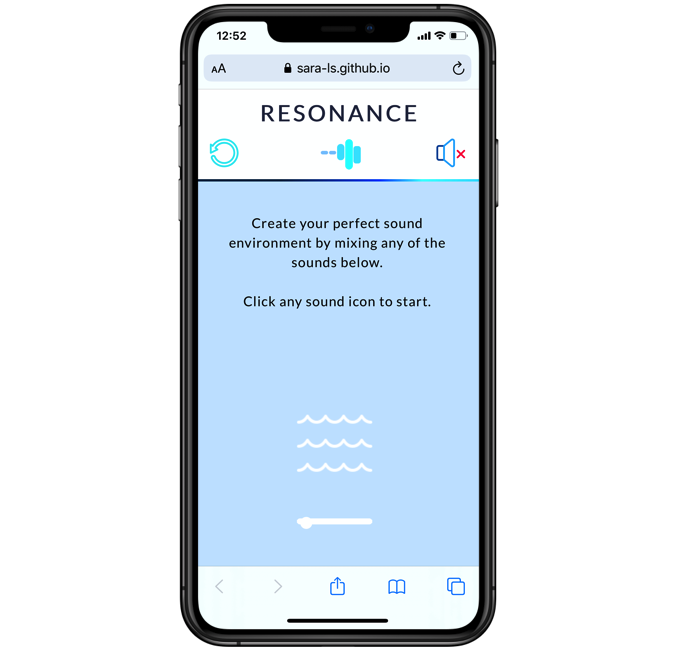 12:52
AA sara-ls.github.io
RESONANCE
Create your perfect sound
environment by mixing any of the
sounds below.
Click any sound icon to start.